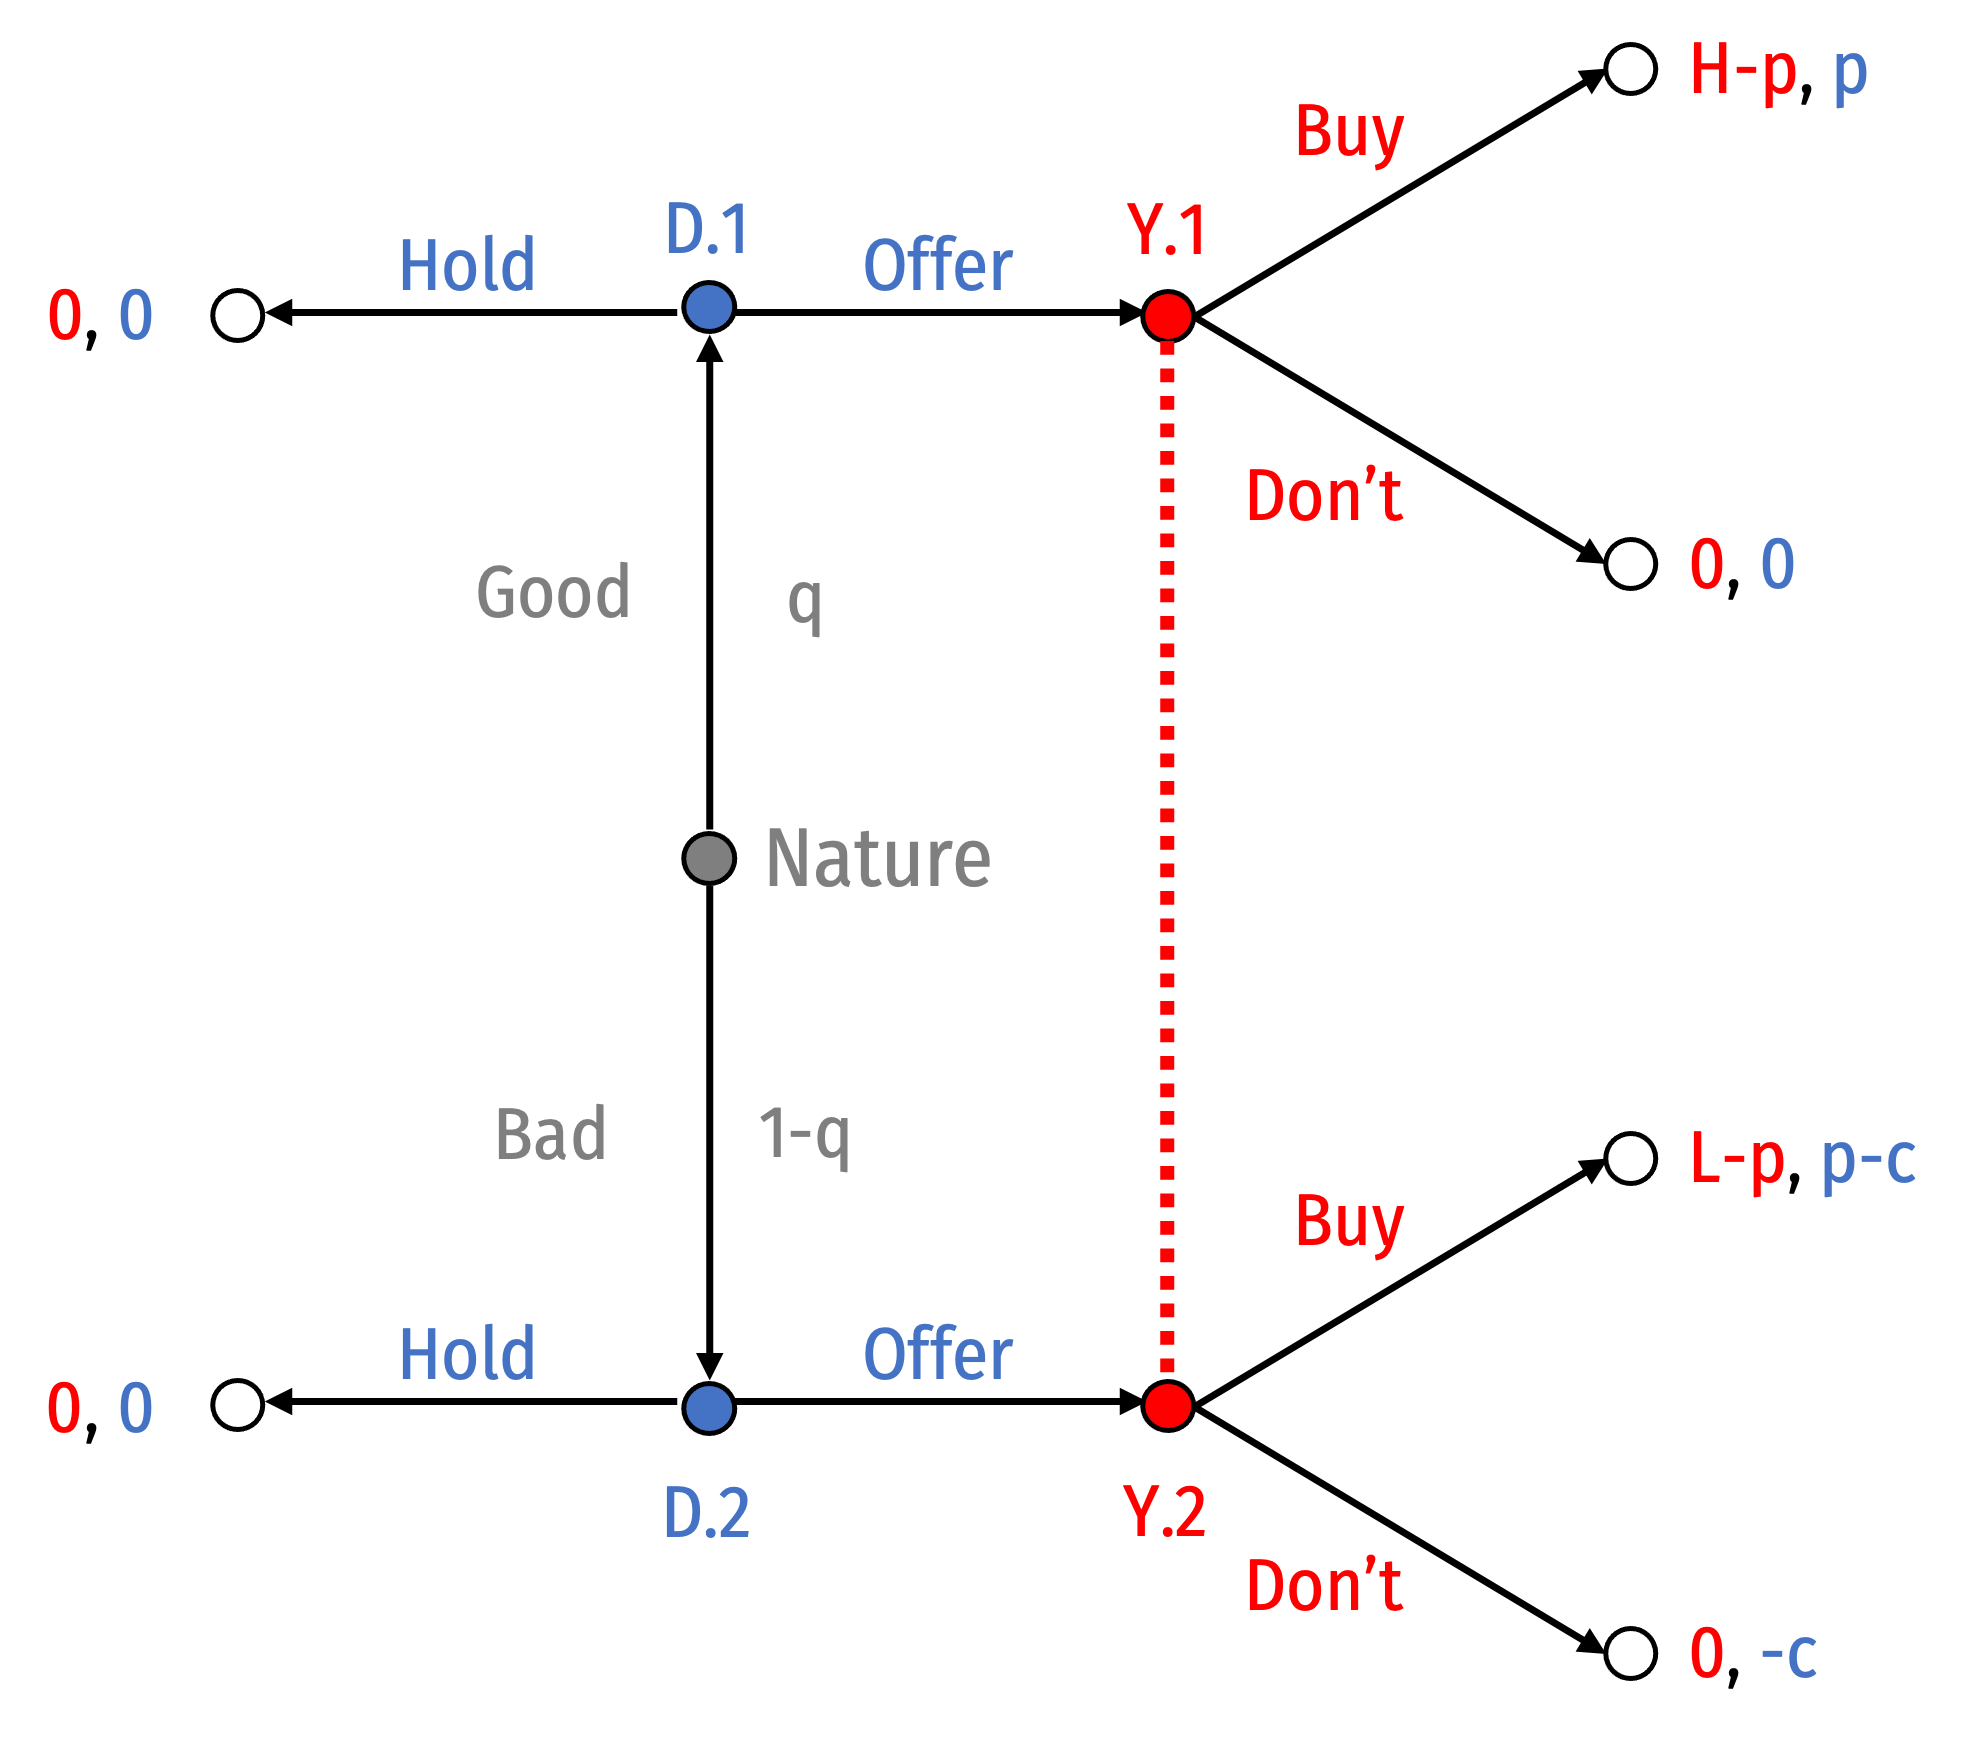 H-p, p
Buy
D.1
Y.1
Hold
Offer
0, 0
Don’t
0, 0
Good
q
Nature
Bad
1-q
L-p, p-c
Buy
Hold
Offer
0, 0
D.2
Y.2
Don’t
0, -c